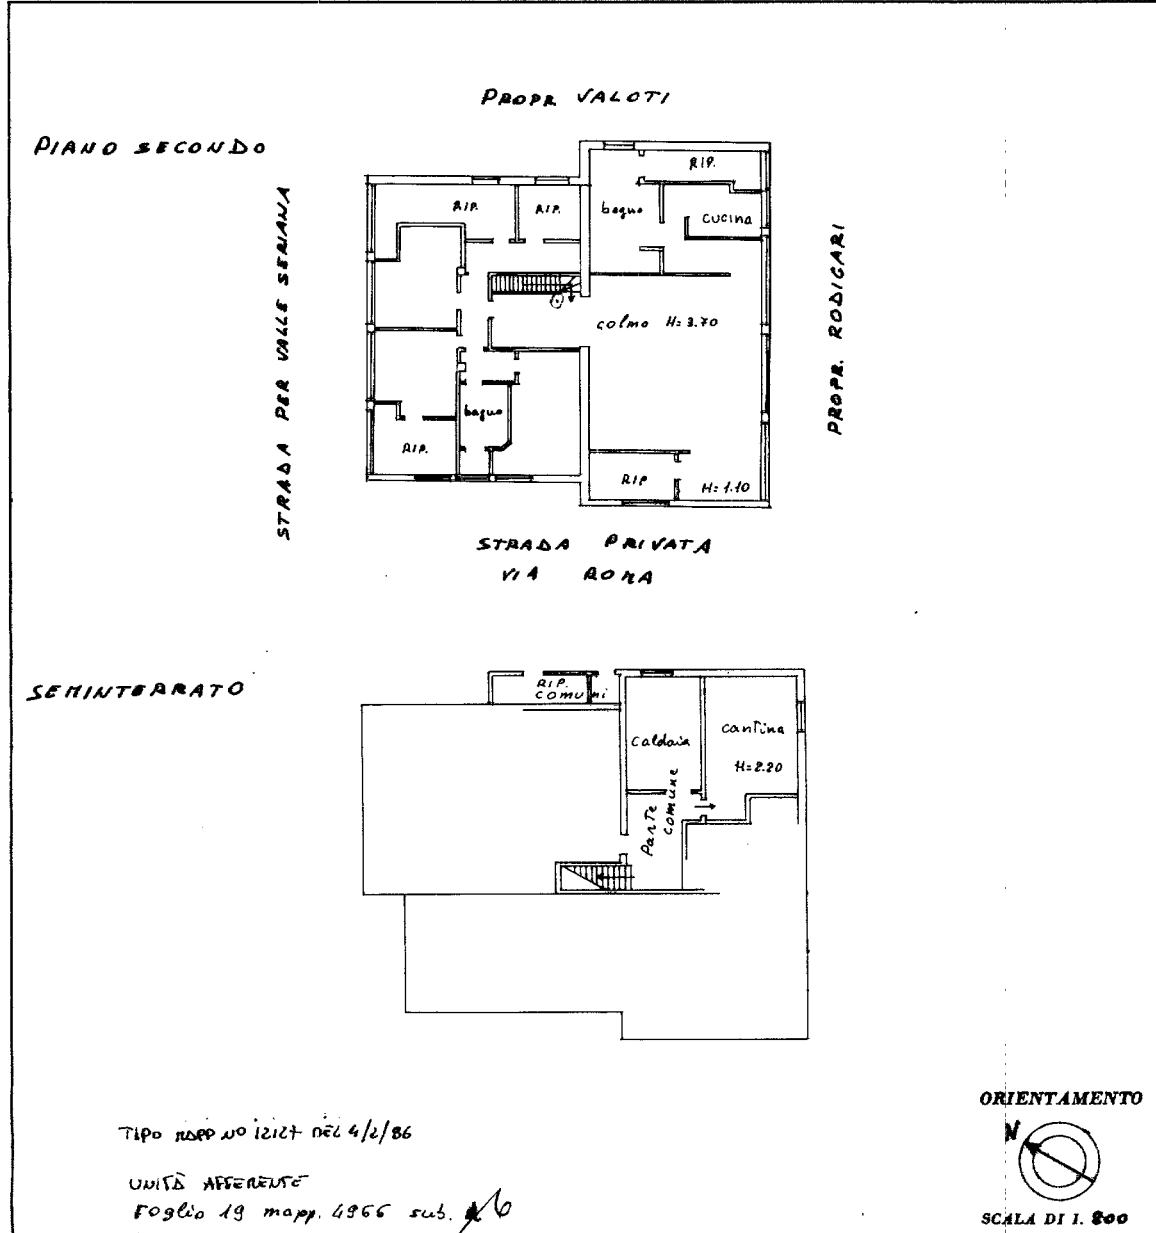 PROPR. VALOTI
PIANO SECONDO
STRADA PER VALLE SERIANA
PROPR. RODIGARI
RIP.
RIP.
RIP.
bagno
cucina
colmo H=3.70
bagno
RIP.
RIP
H=1.10
STRADA PRIVATA
VIA ROMA
SEMINTERRATO
RIP.
COMUNI
caldaia
cantina
H=2.20
Parte
comune
ORIENTAMENTO
N
SCALA DI 1. 200
TIPO MAPP NO 12127 DEL 4/2/86
UNITÀ AFFERENTE
Foglio 19 mapp. 4966 sub. 6